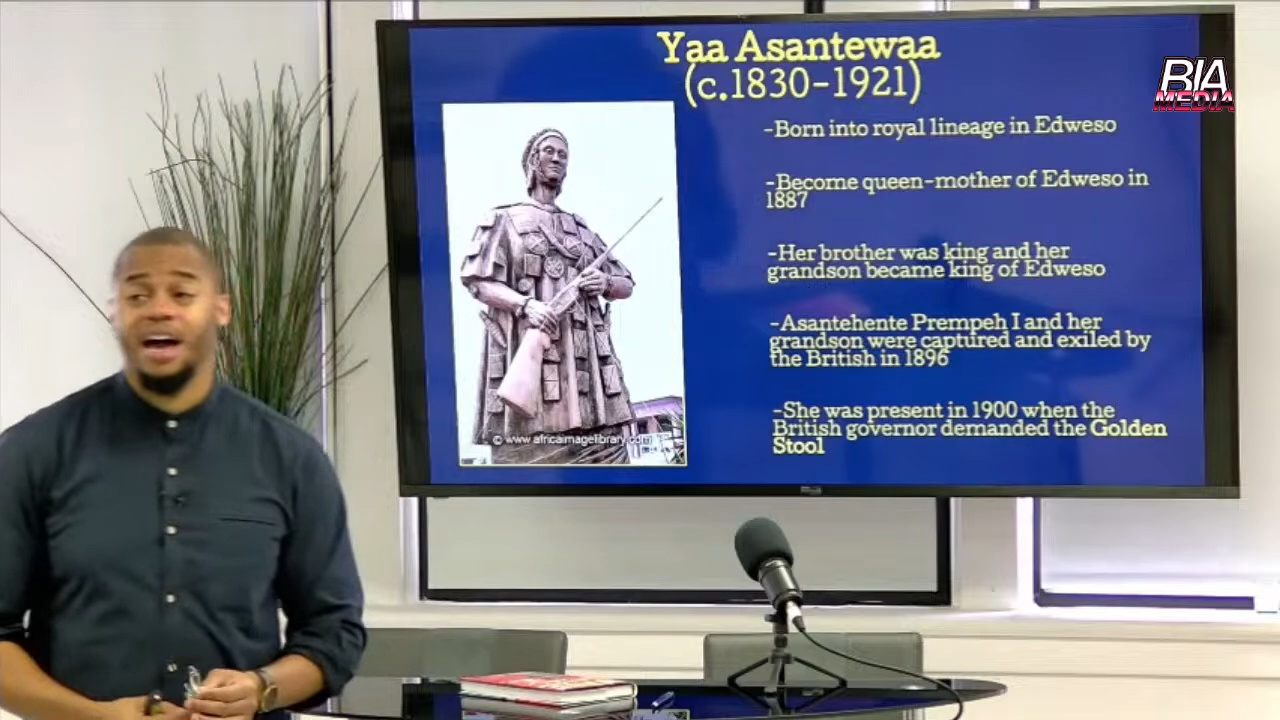 Yaa Asantewaa
(c.1830-1921)
-Born into royal lineage in Edweso
-Become queen-mother of Edweso in
1887
-Her brother was king and her
grandson became king of Edweso
-Asantehente Prempeh I and her
grandson were captured and exiled by
the British in 1896
-She was present in 1900 when the
British governor demanded the Golden
Stool
© www.africaimagelibrary.com
BIA
MEDIA